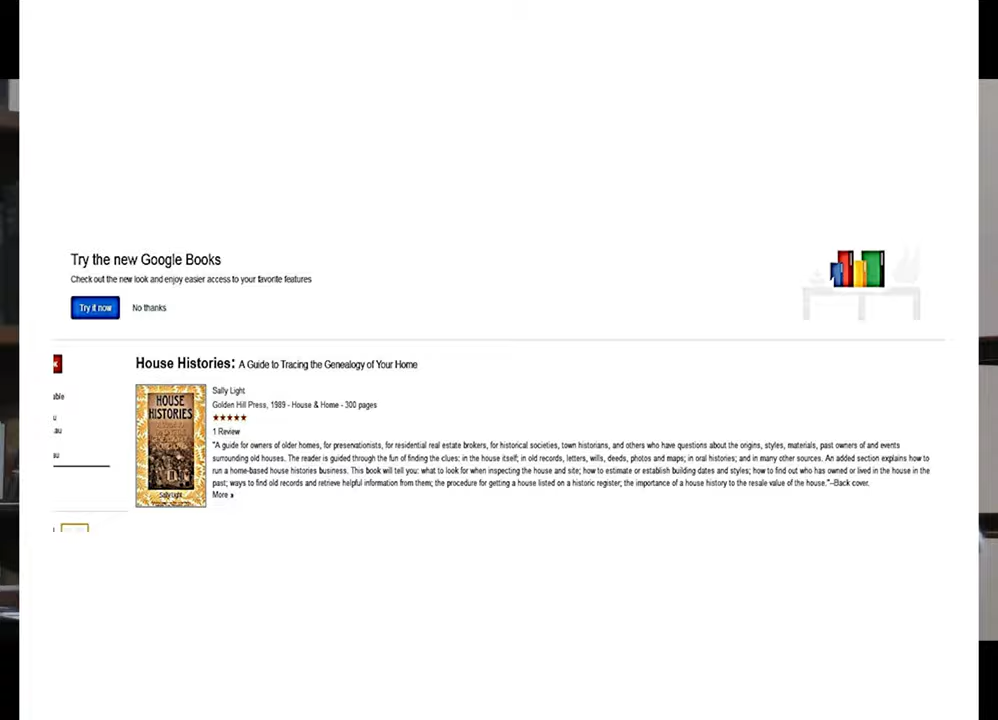 Try the new Google Books
Check out the new look and enjoy easier access to your favorite features
Try it now No thanks
House Histories: A Guide to Tracing the Genealogy of Your Home
HOUSE
HISTORIES
Sally Light
Sally Light
Golden Hill Press, 1989 - House & Home - 300 pages
1 Review
"A guide for owners of older homes, for preservationists, for residential real estate brokers, for historical societies, town historians, and others who have questions about the origins, styles, materials, past owners of and events
surrounding old houses. The reader is guided through the fun of finding the clues: in the house itself; in old records, letters, wills, deeds, photos and maps; in oral histories; and in many other sources. An added section explains how to
run a home-based house histories business. This book will tell you: what to look for when inspecting the house and site; how to estimate or establish building dates and styles; how to find out who has owned or lived in the house in the
past; ways to find old records and retrieve helpful information from them; the procedure for getting a house listed on a historic register; the importance of a house history to the resale value of the house."--Back cover.
More »